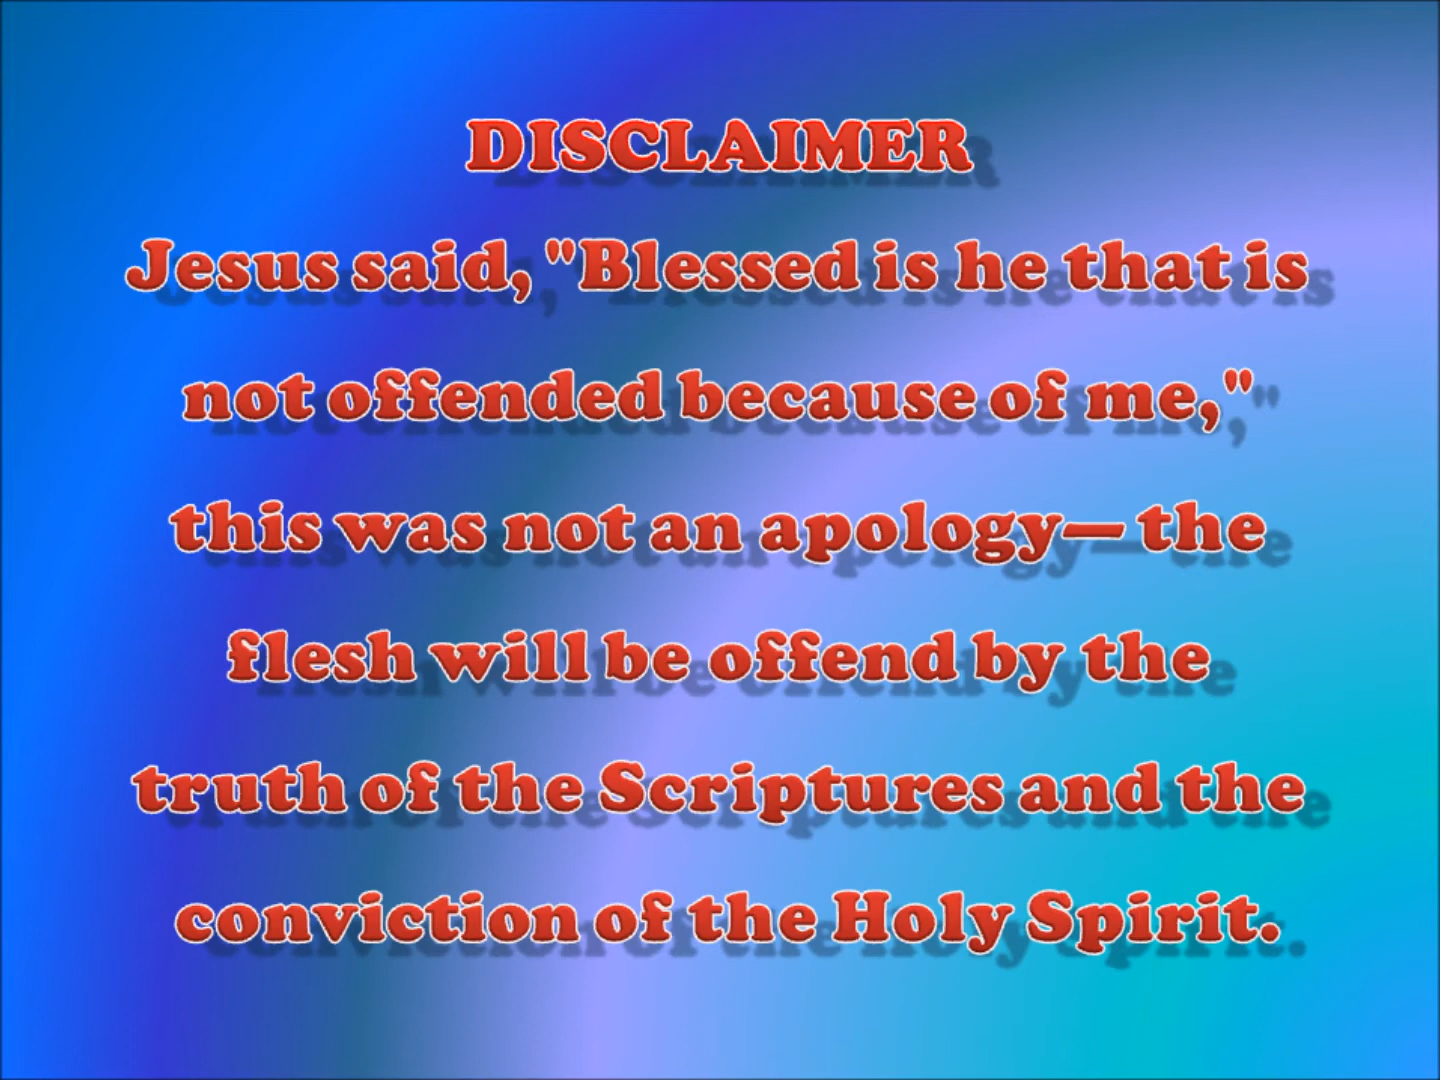 DISCLAIMER
Jesus said, "Blessed is he that is
not offended because of me,"
this was not an apology—the
flesh will be offend by the
truth of the Scriptures and the
conviction of the Holy Spirit.